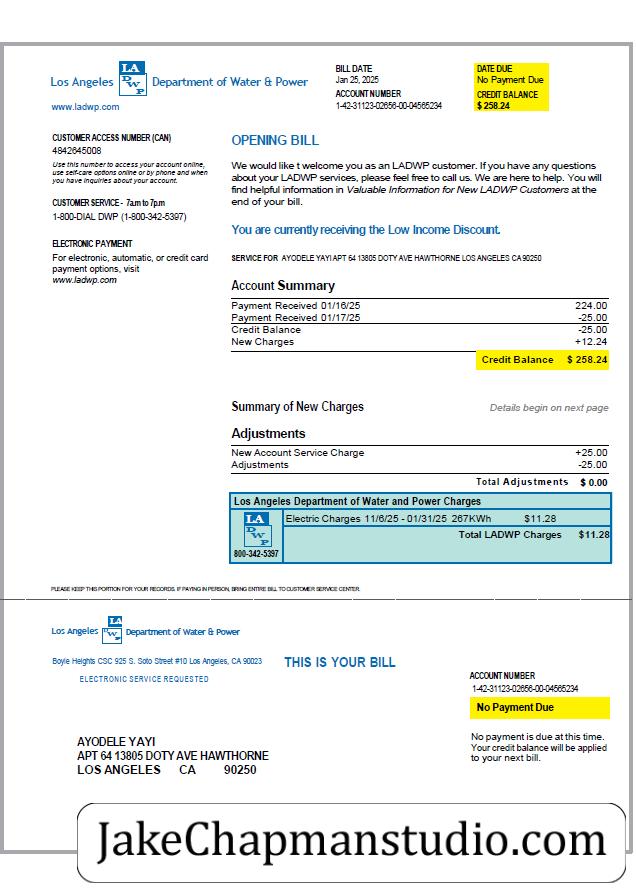 Los Angeles LA DWP Department of Water & Power
www.ladwp.com
BILL DATE
Jan 25, 2025
ACCOUNT NUMBER
1-42-31123-02656-00-04565234
DATE DUE
No Payment Due
CREDIT BALANCE
$ 258.24
CUSTOMER ACCESS NUMBER (CAN)
4842645008
Use this number to access your account online,
use self-care options online or by phone and when
you have inquiries about your account.
CUSTOMER SERVICE - 7am to 7pm
1-800-DIAL DWP (1-800-342-5397)
ELECTRONIC PAYMENT
For electronic, automatic, or credit card
payment options, visit
www.ladwp.com
OPENING BILL
We would like t welcome you as an LADWP customer. If you have any questions
about your LADWP services, please feel free to call us. We are here to help. You will
find helpful information in Valuable Information for New LADWP Customers at the
end of your bill.
You are currently receiving the Low Income Discount.
SERVICE FOR AYODELE YAYI APT 64 13805 DOTY AVE HAWTHORNE LOS ANGELES CA 90250
Account Summary
Payment Received 01/16/25 224.00
Payment Received 01/17/25 -25.00
Credit Balance -25.00
New Charges +12.24
Credit Balance $ 258.24
Summary of New Charges Details begin on next page
Adjustments
New Account Service Charge +25.00
Adjustments -25.00
Total Adjustments $ 0.00
Los Angeles Department of Water and Power Charges
LA DWP
800-342-5397
Electric Charges 11/6/25 - 01/31/25 267KWh $11.28
Total LADWP Charges $11.28
PLEASE KEEP THIS PORTION FOR YOUR RECORDS. IF PAYING IN PERSON, BRING ENTIRE BILL TO CUSTOMER SERVICE CENTER.
Los Angeles LA DWP Department of Water & Power
Boyle Heights CSC 925 S. Soto Street #10 Los Angeles, CA 90023
ELECTRONIC SERVICE REQUESTED
THIS IS YOUR BILL
ACCOUNT NUMBER
1-42-31123-02656-00-04565234
No Payment Due
No payment is due at this time.
Your credit balance will be applied
to your next bill.
AYODELE YAYI
APT 64 13805 DOTY AVE HAWTHORNE
LOS ANGELES CA 90250
JakeChapmanstudio.com